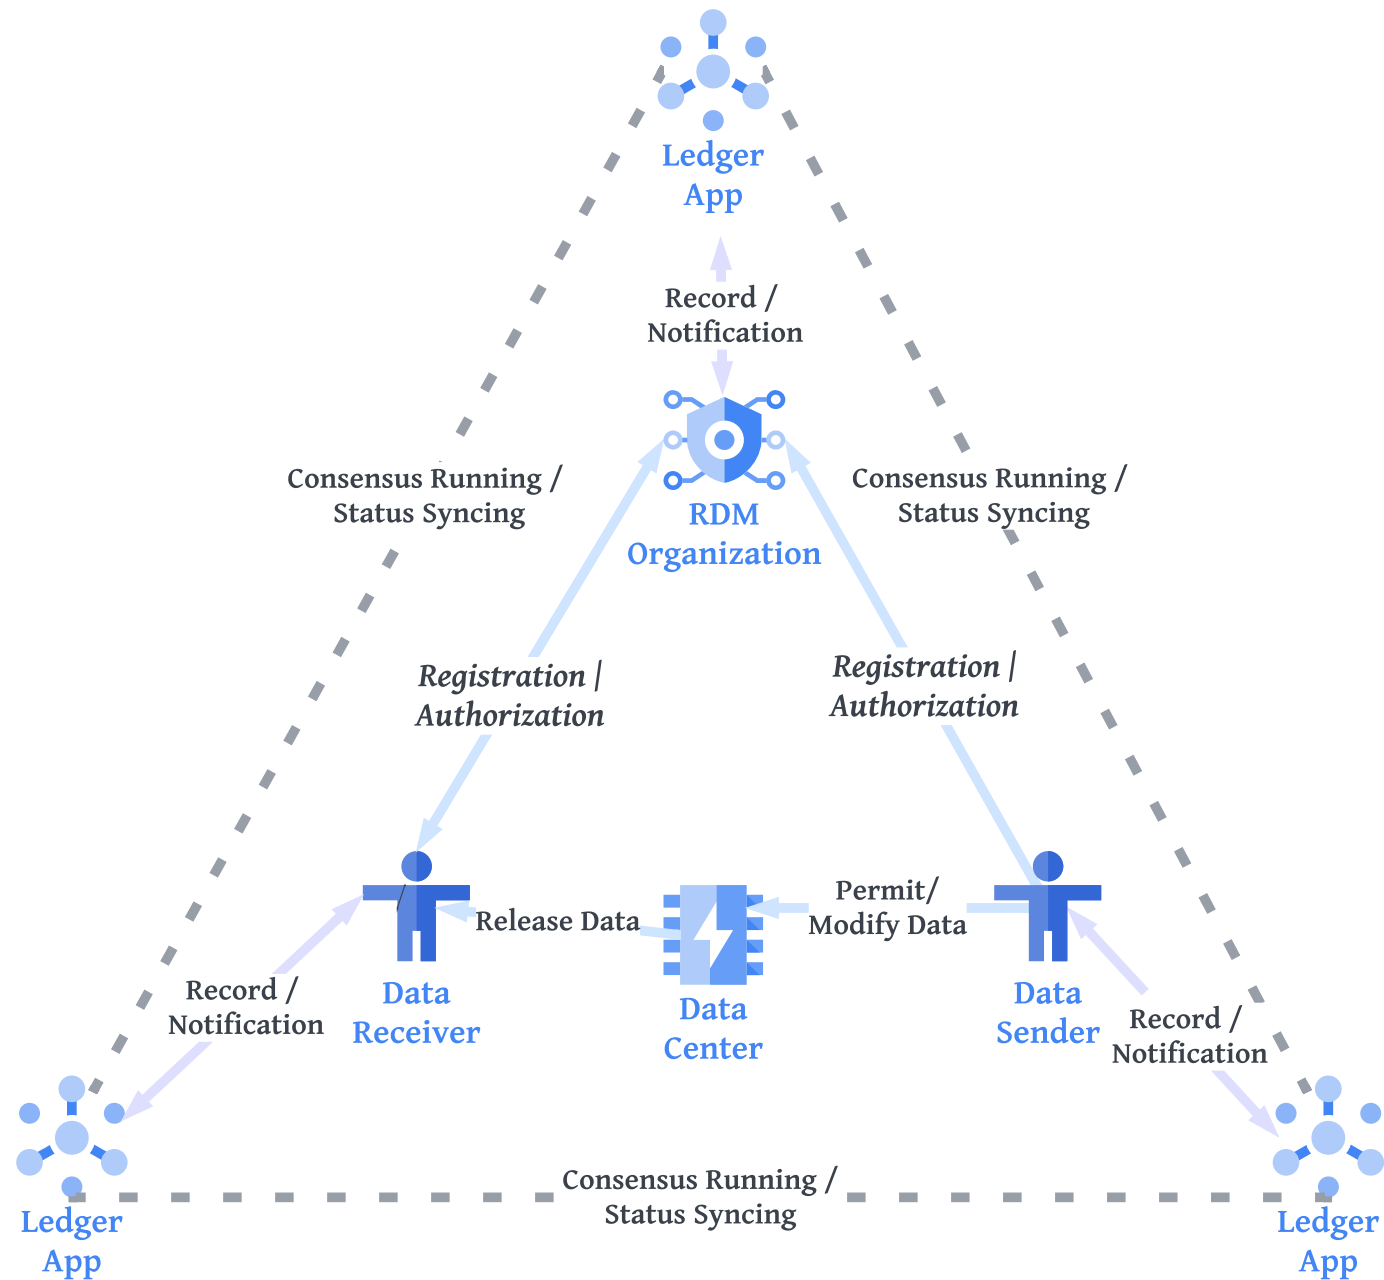 Ledger
App
Record /
Notification
Consensus Running /
Status Syncing
Consensus Running /
Status Syncing
RDM
Organization
Registration /
Authorization
Registration /
Authorization
Release Data
Permit/
Modify Data
Data
Receiver
Data
Center
Data
Sender
Record /
Notification
Record /
Notification
Consensus Running /
Status Syncing
Ledger
App
Ledger
App